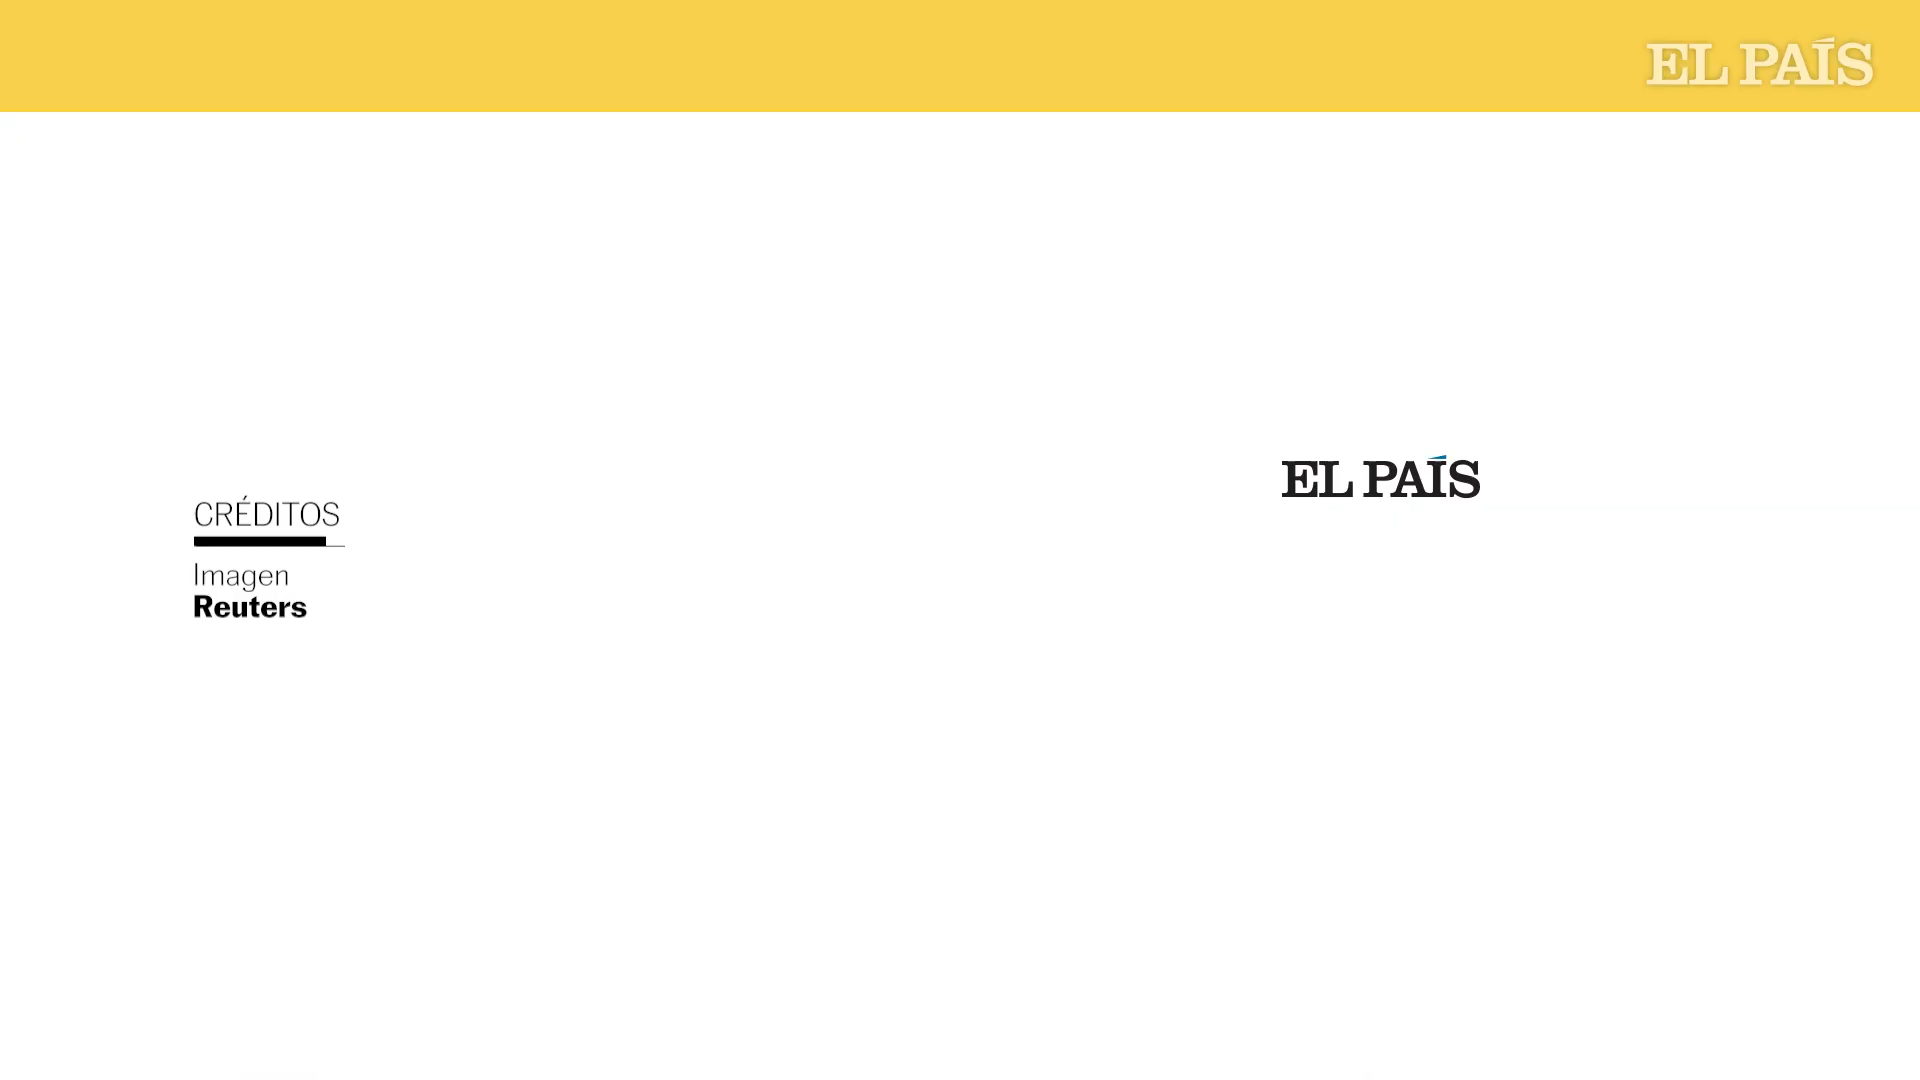 EL PAÍS
EL PAÍS
CRÉDITOS
Imagen
Reuters